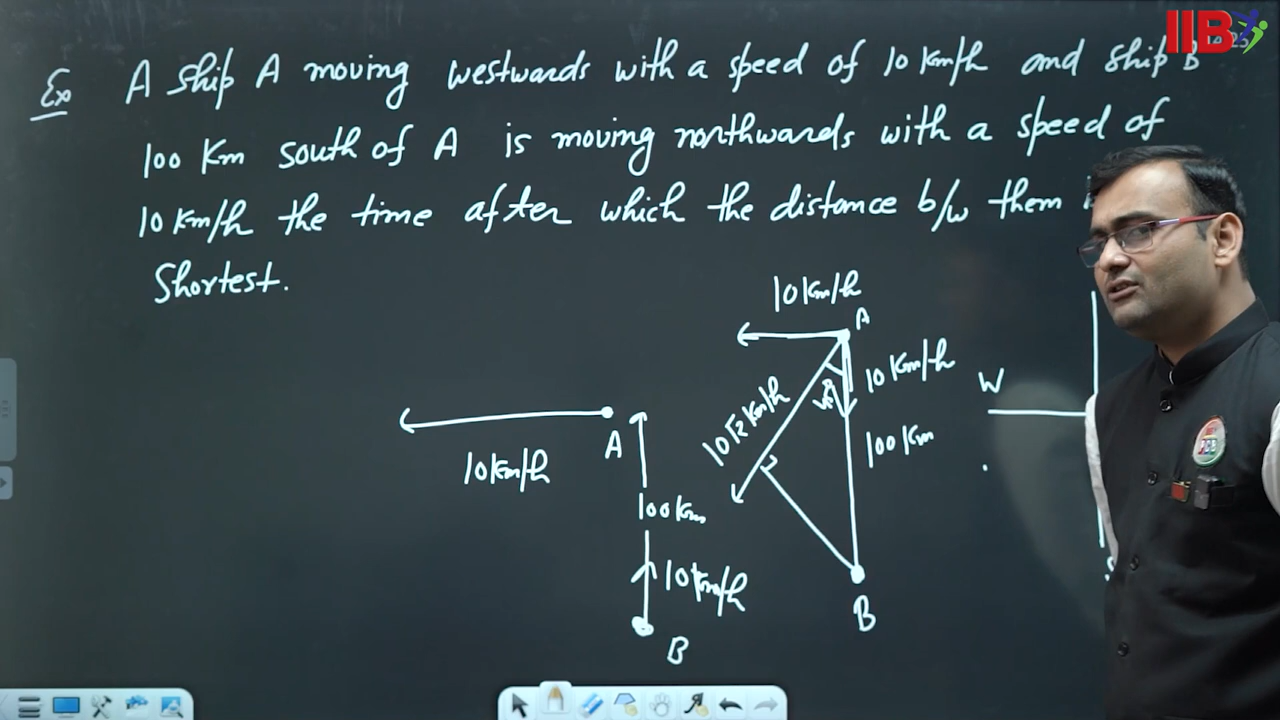 IIB
Ex A Ship A moving westwards with a speed of 10 Km/h and ship B
100 Km south of A is moving northwards with a speed of
10 Km/h the time after which the distance b/w them
Shortest.
10 Km/h
A
10 Km/h
W
10√2 Km/h
100 Km
A
10 Km/h
100 Km
10 Km/h
B
B